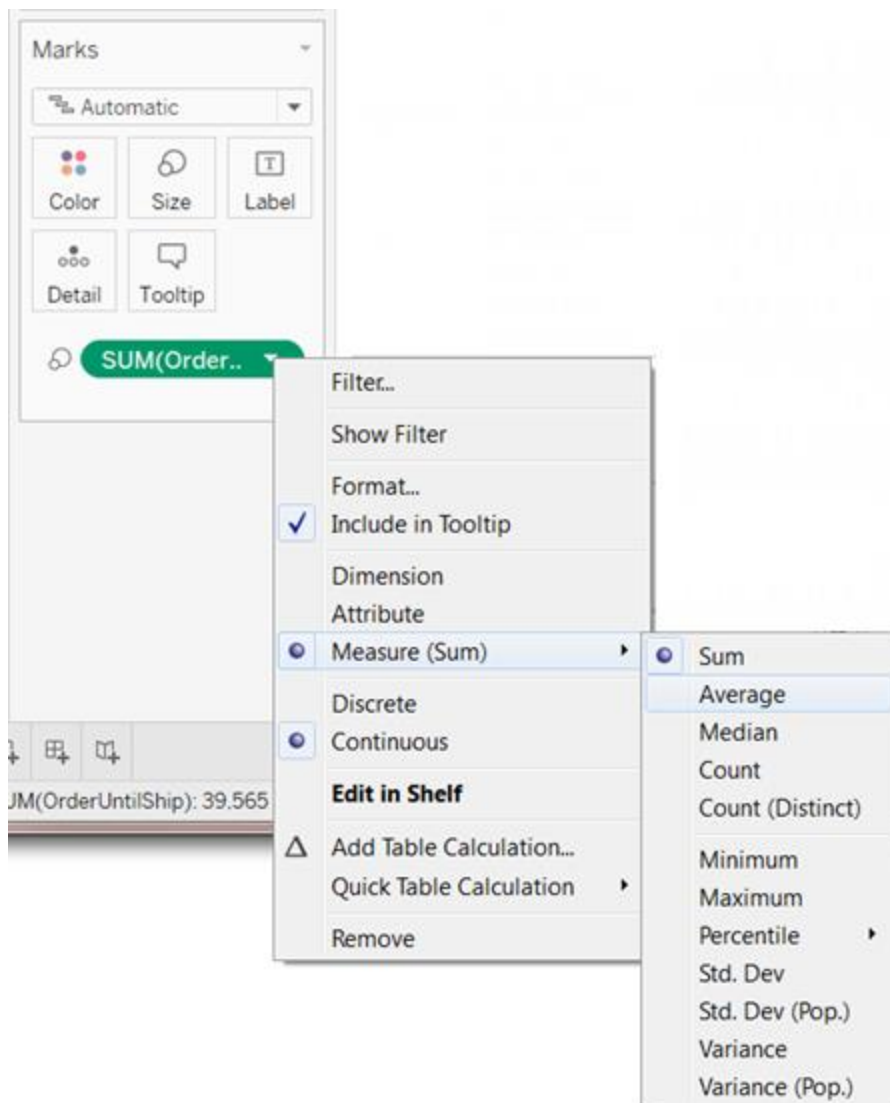 Marks
Automatic
Color Size Label
Detail Tooltip
SUM(Order..
Filter...
Show Filter
Format...
Include in Tooltip
Dimension
Attribute
Measure (Sum)
Discrete
Continuous
Edit in Shelf
Add Table Calculation...
Quick Table Calculation
Remove
Sum
Average
Median
Count
Count (Distinct)
Minimum
Maximum
Percentile
Std. Dev
Std. Dev (Pop.)
Variance
Variance (Pop.)
UM(OrderUntilShip): 39.565